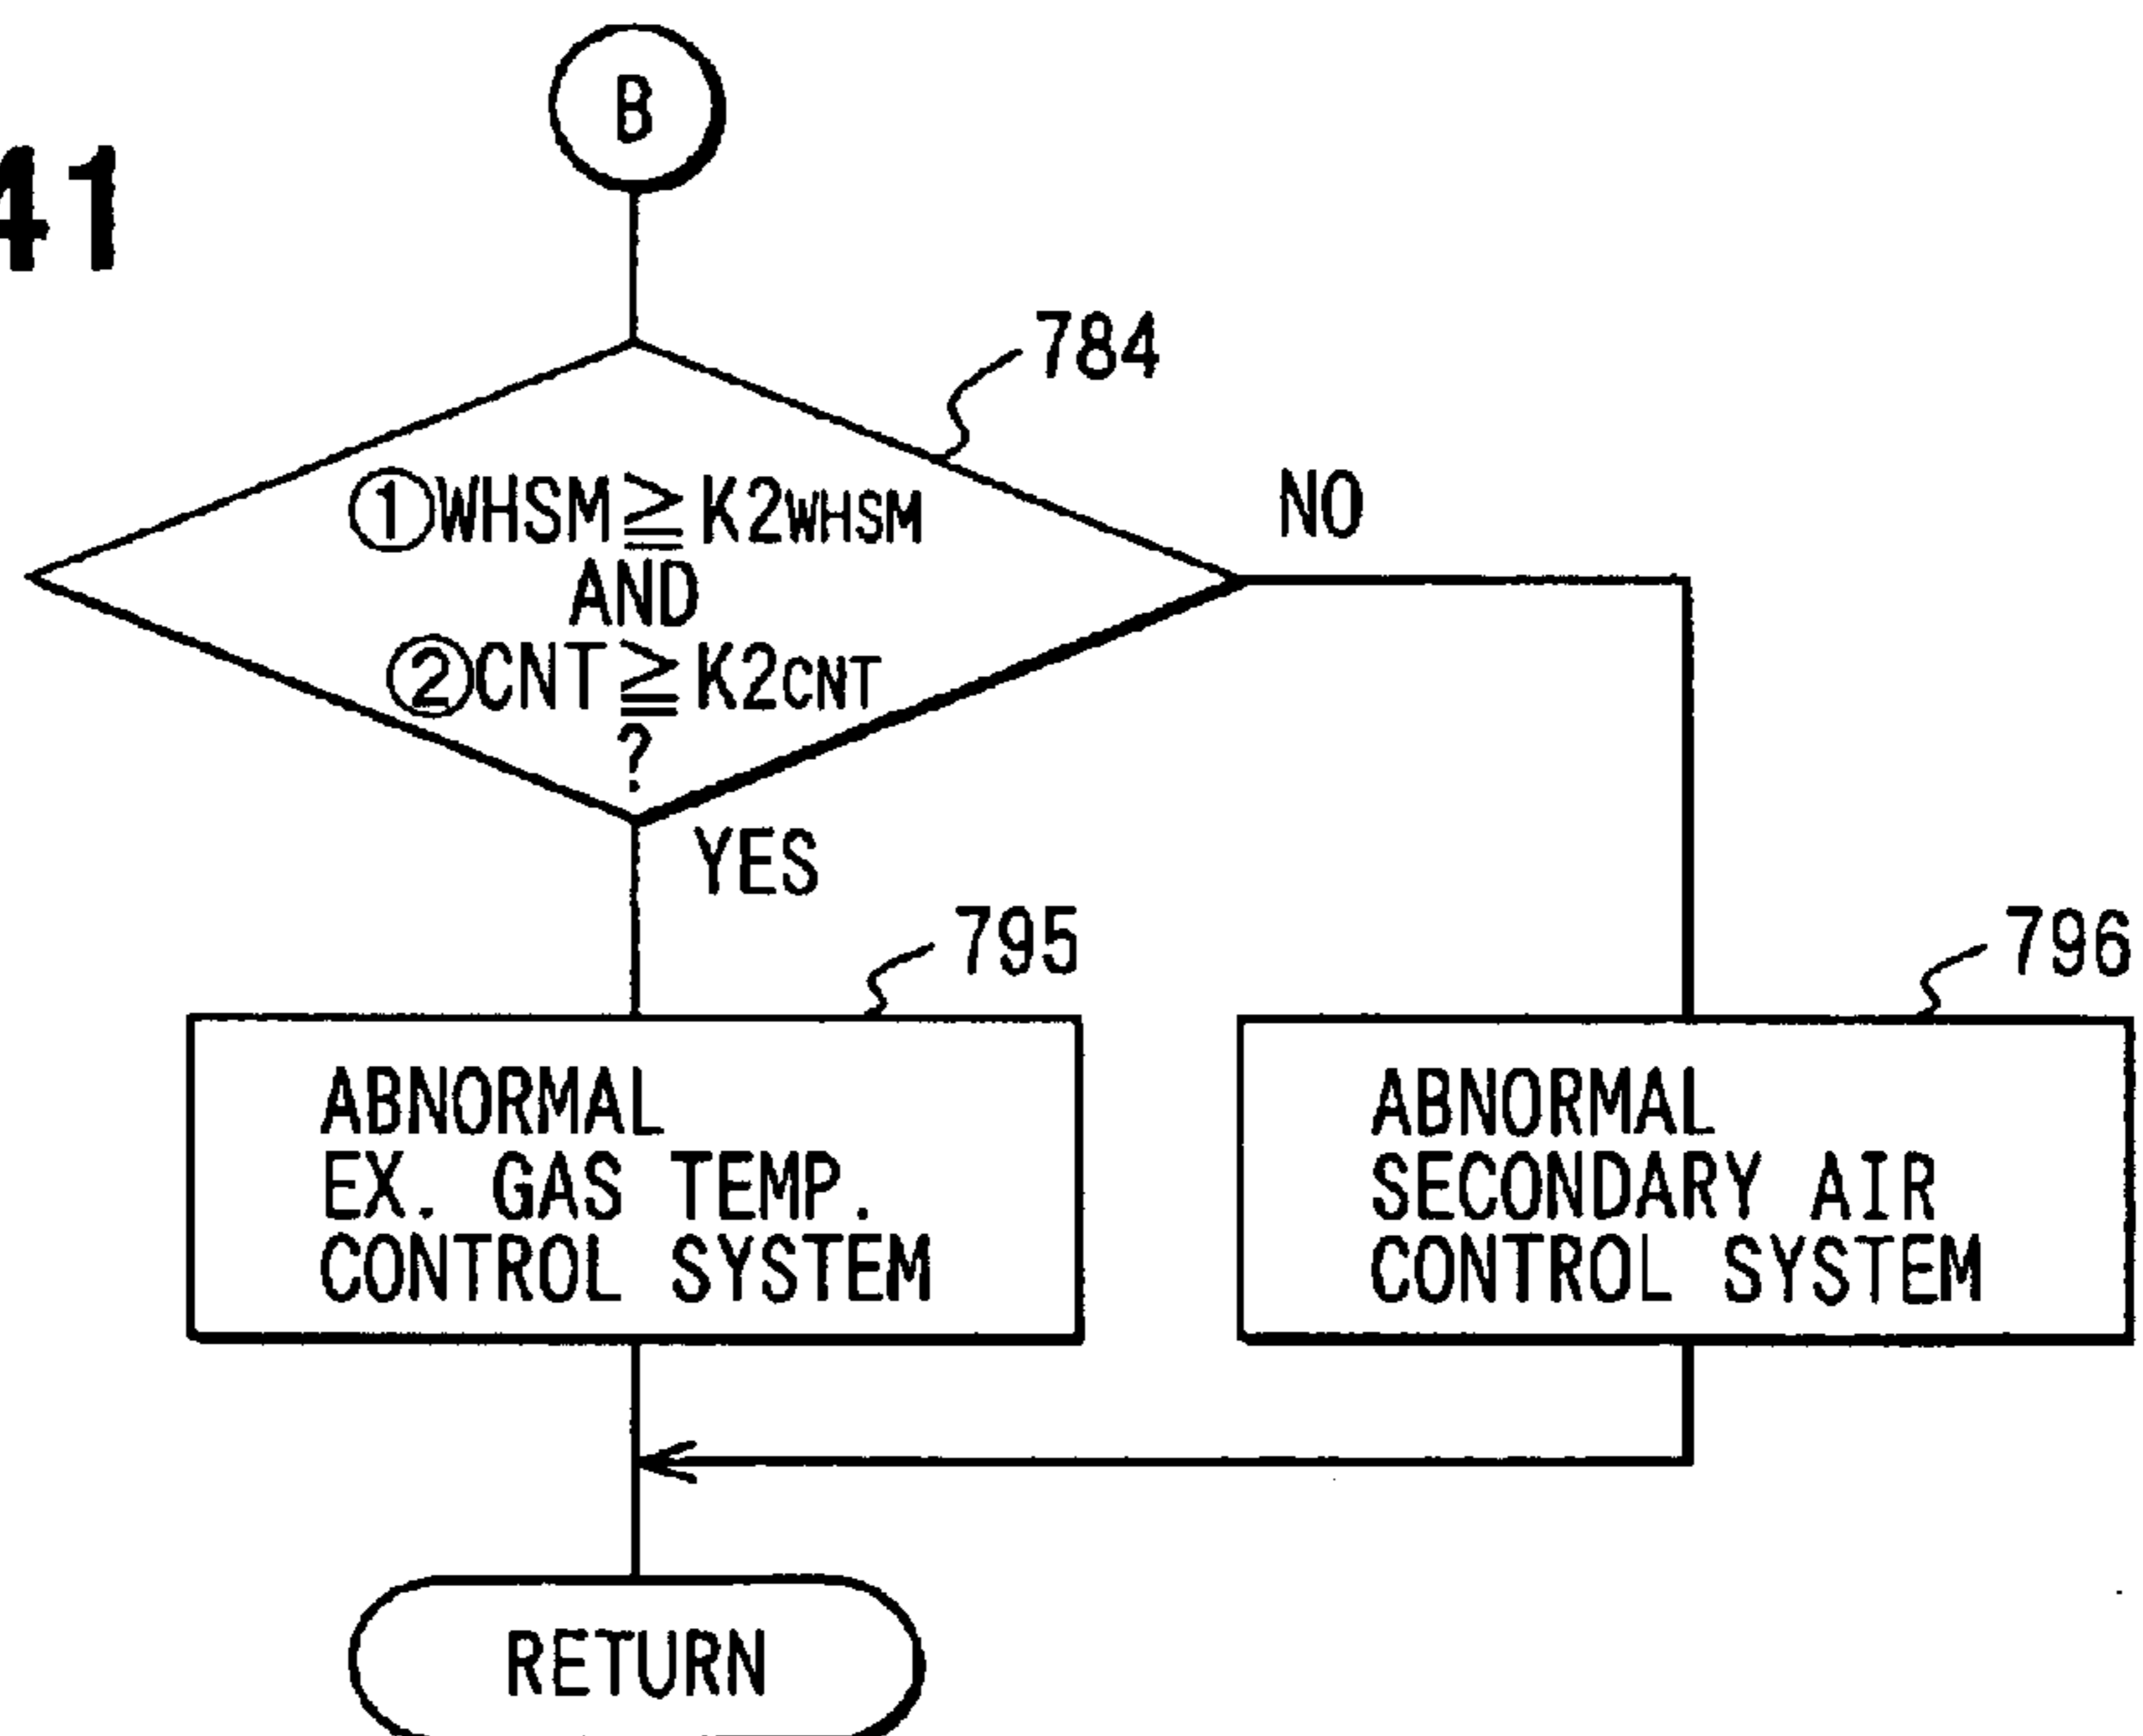 41
B
784
①WHSM≧K2WHSM
AND
②CNT≧K2CNT
?
NO
YES
795
796
ABNORMAL
EX. GAS TEMP.
CONTROL SYSTEM
ABNORMAL
SECONDARY AIR
CONTROL SYSTEM
RETURN